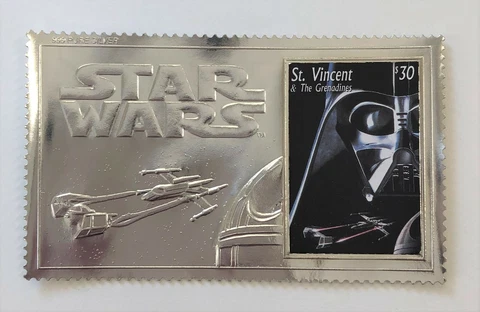 STAR
WARS
St. Vincent
$30
& The Grenadines